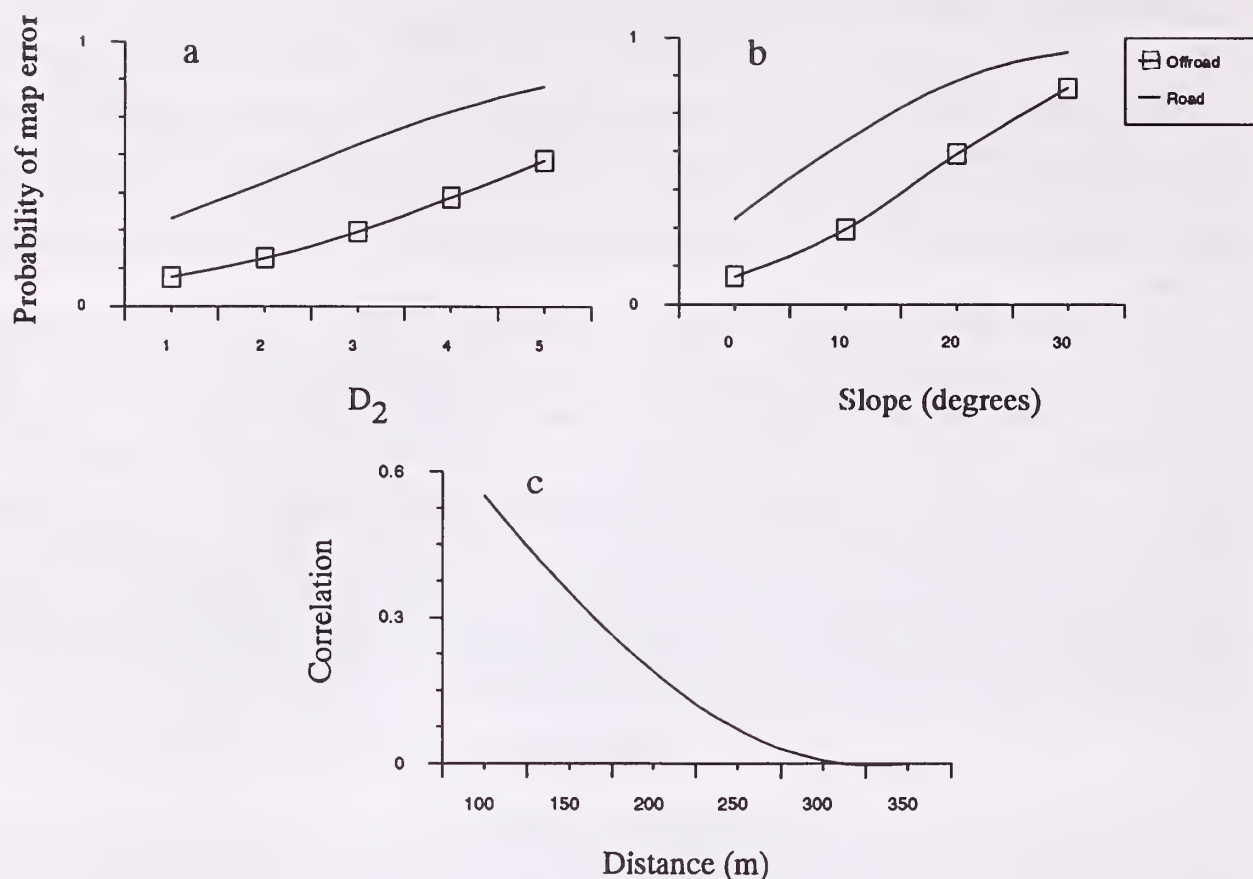 Probability of map error
1
0
a
1 2 3 4 5
D2
1
0
b
0 10 20 30
Slope (degrees)
Offroad
Road
Correlation
0.6
0.3
0
c
100 150 200 250 300 350
Distance (m)